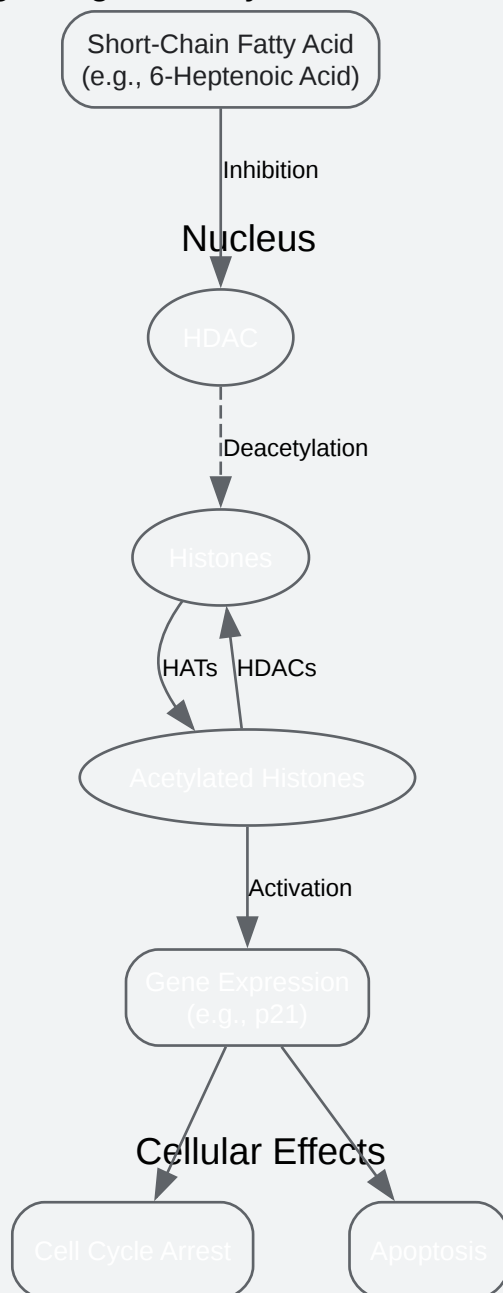 Short-Chain Fatty Acid
(e.g., 6-Heptenoic Acid)
Inhibition
Nucleus
HDAC
Deacetylation
Histones
HATs
HDACs
Acetylated Histones
Activation
Gene Expression
(e.g., p21)
Cellular Effects
Cell Cycle Arrest
Apoptosis